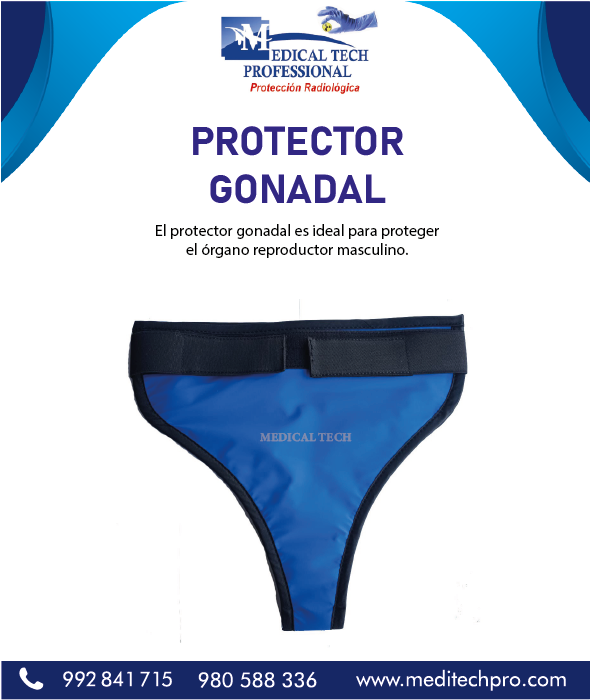 MEDICAL TECH
PROFESSIONAL
Protección Radiológica
PROTECTOR
GONADAL
El protector gonadal es ideal para proteger
el órgano reproductor masculino.
MEDICAL TECH
992 841 715 980 588 336 www.meditechpro.com